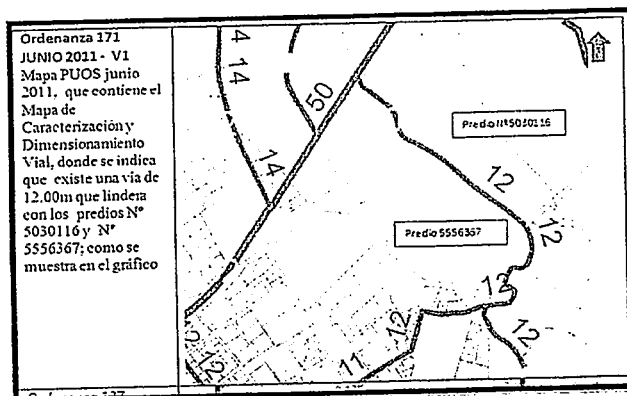 Ordenanza 171
JUNIO 2011 - V1
Mapa PUOS junio
2011, que contiene el
Mapa de
Caracterización y
Dimensionamiento
Vial, donde se indica
que existe una via de
12.00m que lindera
con los predios N°
5030116 y N°
5556367; como se
muestra en el gráfico
4
14
50
14
Predio N°5030116
12
Predio 5556367
12
12
12
12
11
12